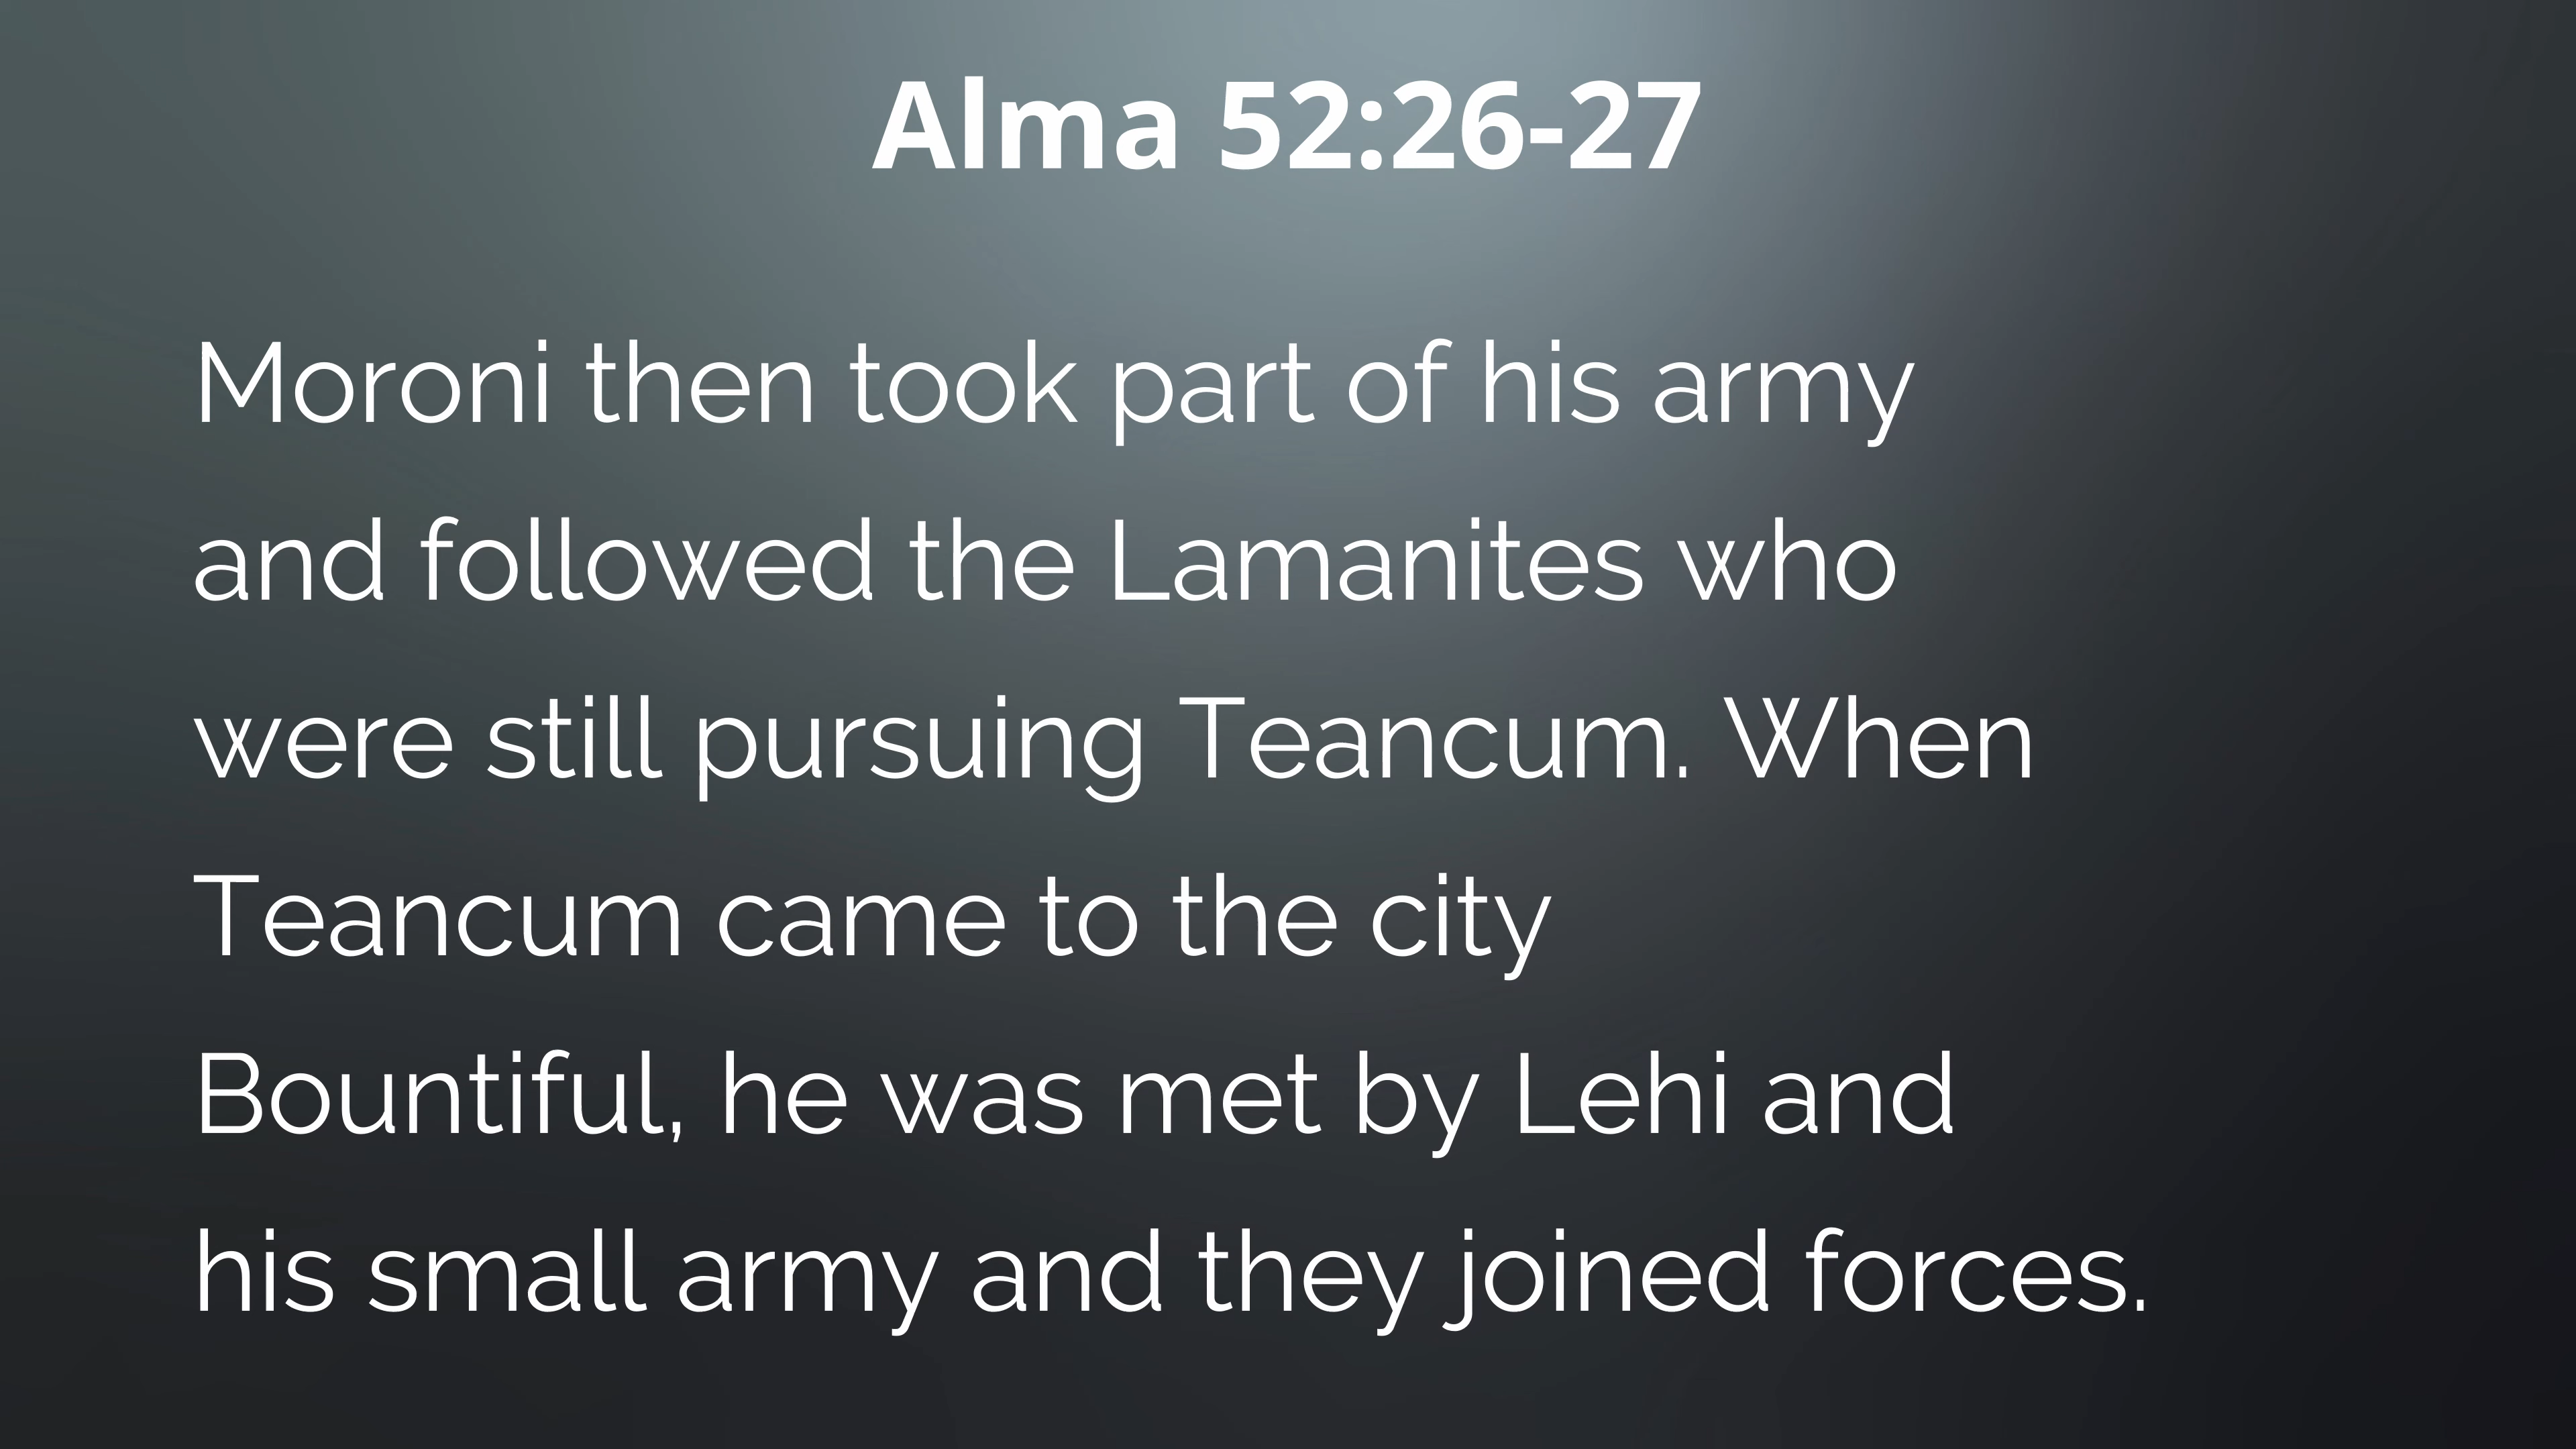 Alma 52:26-27
Moroni then took part of his army
and followed the Lamanites who
were still pursuing Teancum. When
Teancum came to the city
Bountiful, he was met by Lehi and
his small army and they joined forces.